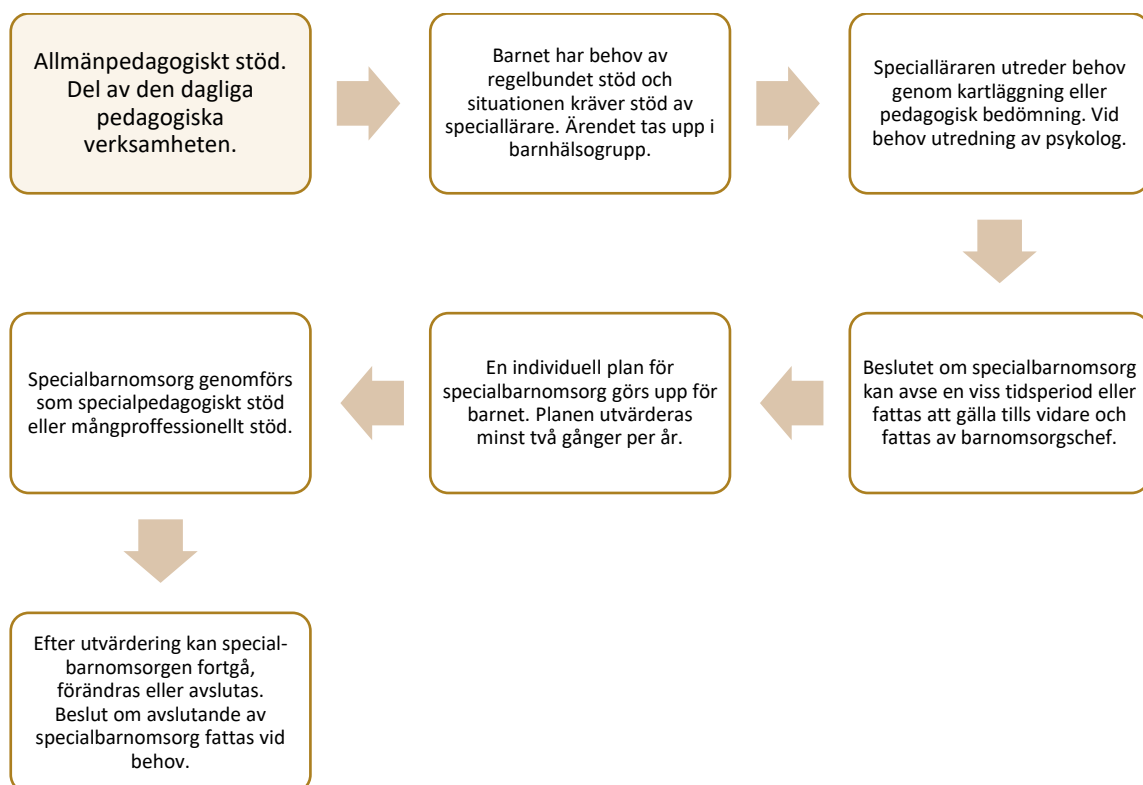 Allmänpedagogiskt stöd.
Del av den dagliga
pedagogiska
verksamheten.
Barnet har behov av
regelbundet stöd och
situationen kräver stöd av
speciallärare. Ärendet tas upp i
barnhälsogrupp.
Specialläraren utreder behov
genom kartläggning eller
pedagogisk bedömning. Vid
behov utredning av psykolog.
Beslutet om specialbarnomsorg
kan avse en viss tidsperiod eller
fattas att gälla tills vidare och
fattas av barnomsorgschef.
En individuell plan för
specialbarnomsorg görs upp för
barnet. Planen utvärderas
minst två gånger per år.
Specialbarnomsorg genomförs
som specialpedagogiskt stöd
eller mångproffessionellt stöd.
Efter utvärdering kan special-
barnomsorgen fortgå,
förändras eller avslutas.
Beslut om avslutande av
specialbarnomsorg fattas vid
behov.